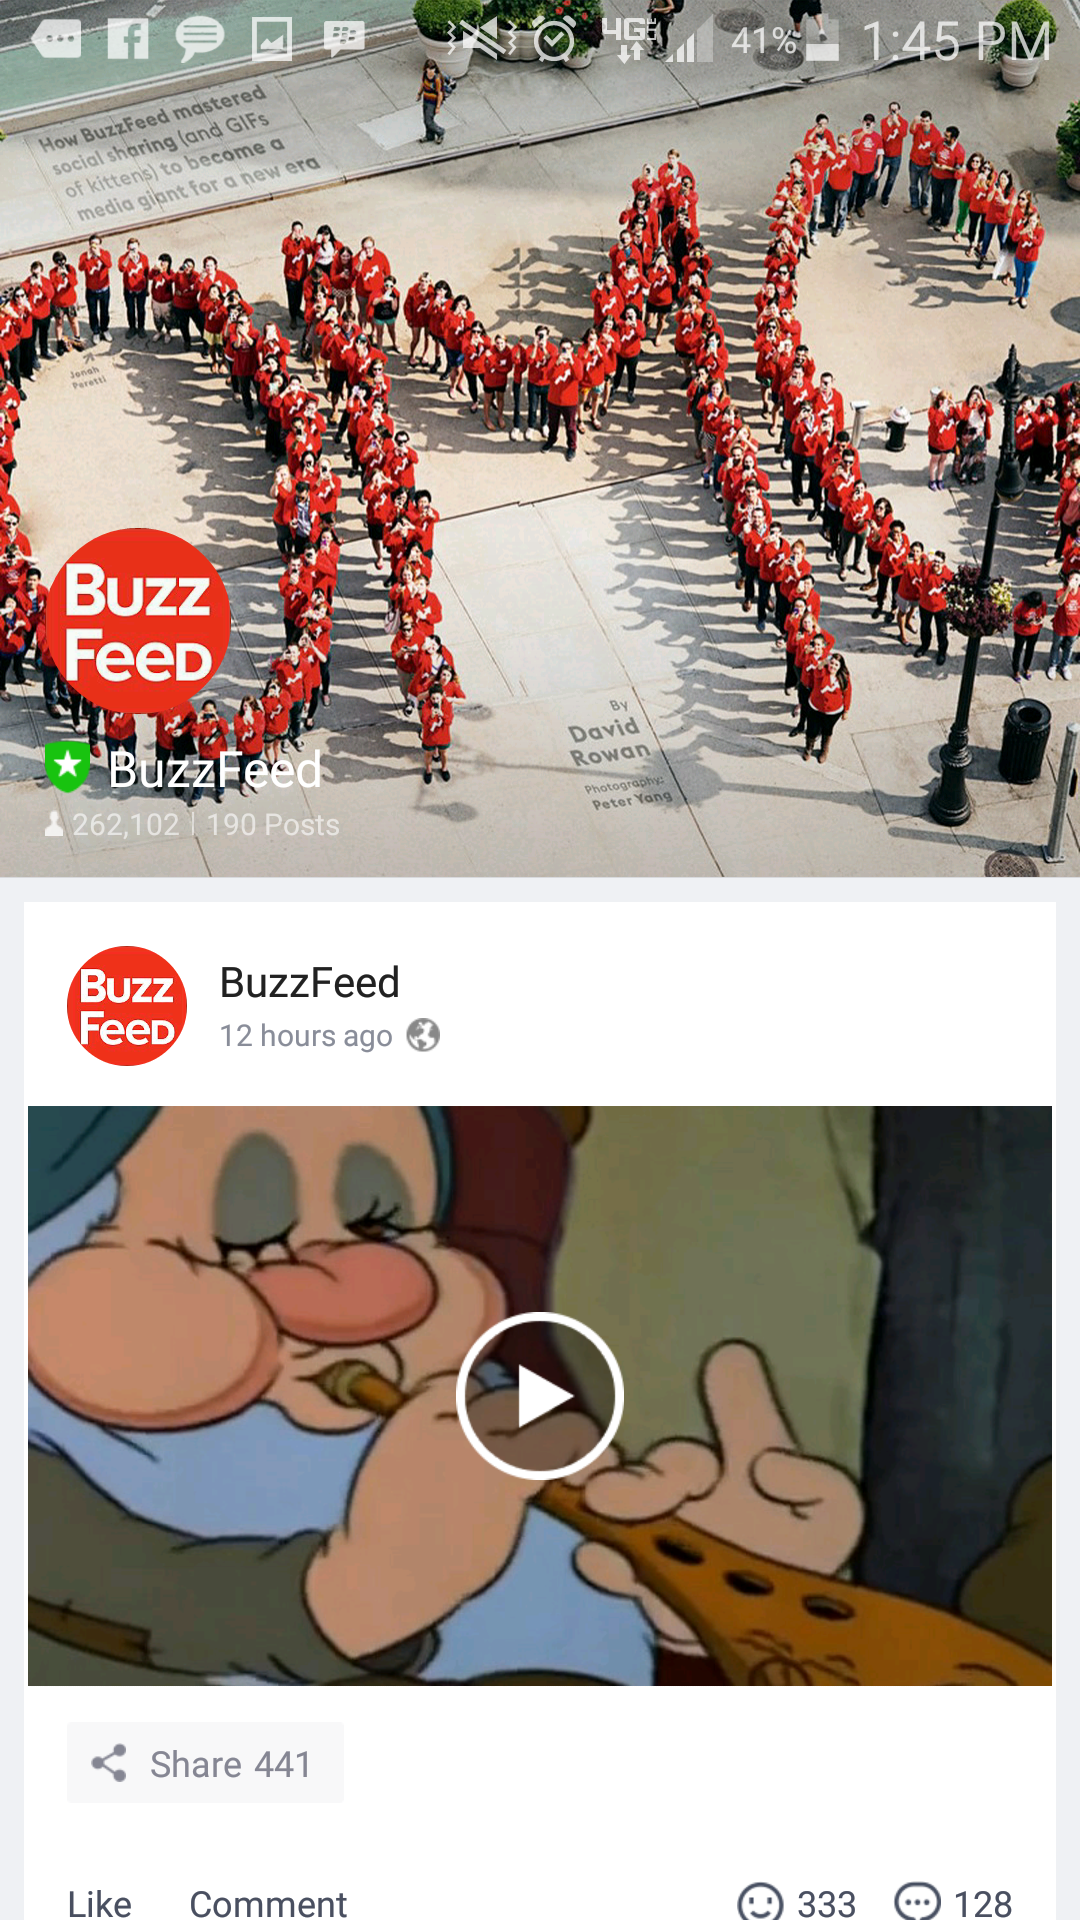 4G
41%
1:45 PM
How BuzzFeed mastered
social sharing (and GIFs
of kittens) to become a
media giant for a new era
Jonah
Peretti
BUZZ
FEED
By
David
Rowan
Photography:
Peter Yang
BuzzFeed
262,102 | 190 Posts
BUZZ
FEED
BuzzFeed
12 hours ago
Share 441
Like Comment 333 128